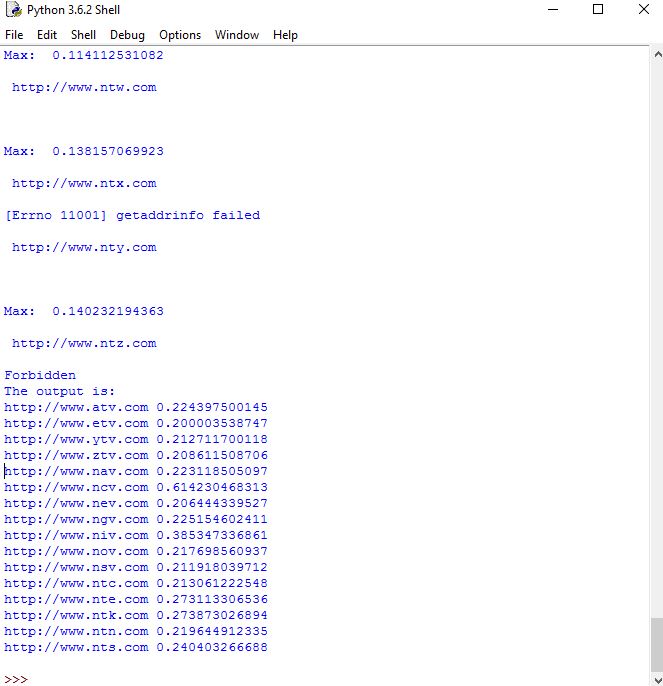 Python 3.6.2 Shell
File Edit Shell Debug Options Window Help
Max:  0.114112531082
http://www.ntw.com
Max:  0.138157069923
http://www.ntx.com
[Errno 11001] getaddrinfo failed
http://www.nty.com
Max:  0.140232194363
http://www.ntz.com
Forbidden
The output is:
http://www.atv.com 0.224397500145
http://www.etv.com 0.200003538747
http://www.ytv.com 0.212711700118
http://www.ztv.com 0.208611508706
http://www.nav.com 0.223118505097
http://www.ncv.com 0.614230468313
http://www.nev.com 0.206444339527
http://www.ngv.com 0.225154602411
http://www.niv.com 0.385347336861
http://www.nov.com 0.217698560937
http://www.nsv.com 0.211918039712
http://www.ntc.com 0.213061222548
http://www.nte.com 0.273113306536
http://www.ntk.com 0.273873026894
http://www.ntn.com 0.219644912335
http://www.nts.com 0.240403266688
>>>